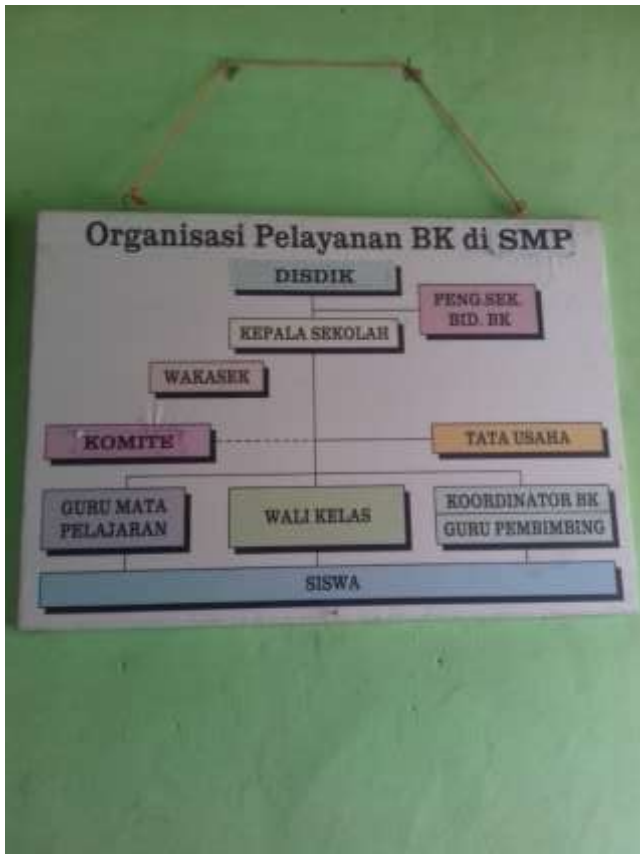 Organisasi Pelayanan BK di SMP
DISDIK
PENG.SEK.
BID. BK
KEPALA SEKOLAH
WAKASEK
KOMITE
TATA USAHA
GURU MATA
PELAJARAN
WALI KELAS
KOORDINATOR BK
GURU PEMBIMBING
SISWA